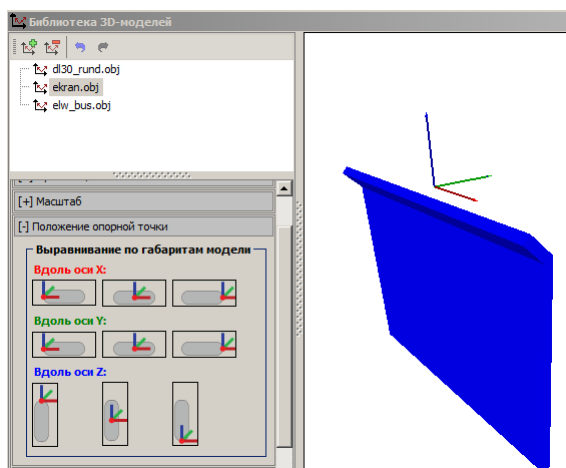 Библиотека 3D-моделей
dl30_rund.obj
ekran.obj
elw_bus.obj
[+] Масштаб
[-] Положение опорной точки
Выравнивание по габаритам модели
Вдоль оси X:
Вдоль оси Y:
Вдоль оси Z: